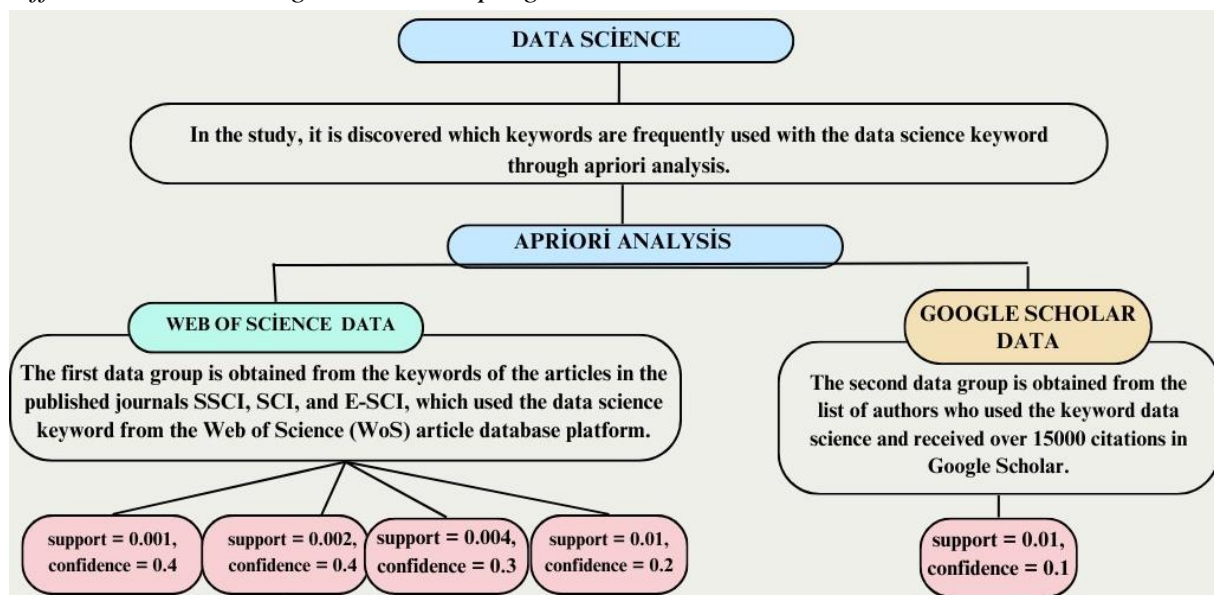 DATA SCİENCE
In the study, it is discovered which keywords are frequently used with the data science keyword
through apriori analysis.
APRİORİ ANALYSIS
WEB OF SCİENCE DATA
The first data group is obtained from the keywords of the articles in the
published journals SSCI, SCI, and E-SCI, which used the data science
keyword from the Web of Science (WoS) article database platform.
support = 0.001,
confidence = 0.4
support = 0.002,
confidence = 0.4
support = 0.004,
confidence = 0.3
support = 0.01,
confidence = 0.2
GOOGLE SCHOLAR
DATA
The second data group is obtained from the
list of authors who used the keyword data
science and received over 15000 citations in
Google Scholar.
support = 0.01,
confidence = 0.1